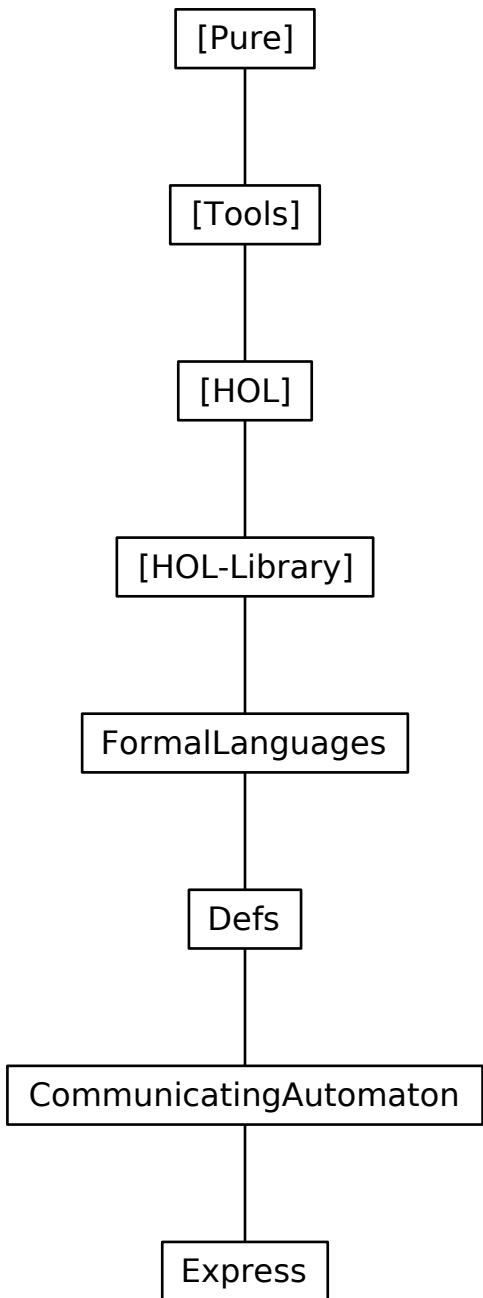 [Pure]
[Tools]
[HOL]
[HOL-Library]
FormalLanguages
Defs
CommunicatingAutomaton
Express